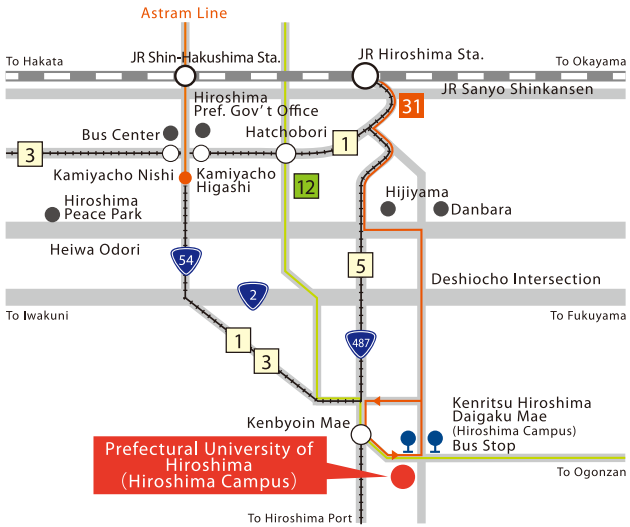 Astram Line
To Hakata
JR Shin-Hakushima Sta.
JR Hiroshima Sta.
To Okayama
JR Sanyo Shinkansen
31
Hiroshima
Pref. Gov' t Office
Bus Center
Hatchobori
1
3
Kamiyacho Nishi
Kamiyacho
Higashi
12
Hiroshima
Peace Park
Hijiyama
Danbara
Heiwa Odori
54
5
Deshiocho Intersection
2
To Iwakuni
To Fukuyama
1
3
487
Kenbyoin Mae
Kenritsu Hiroshima
Daigaku Mae
(Hiroshima Campus)
Bus Stop
Prefectural University of
Hiroshima
(Hiroshima Campus)
To Ogonzan
To Hiroshima Port